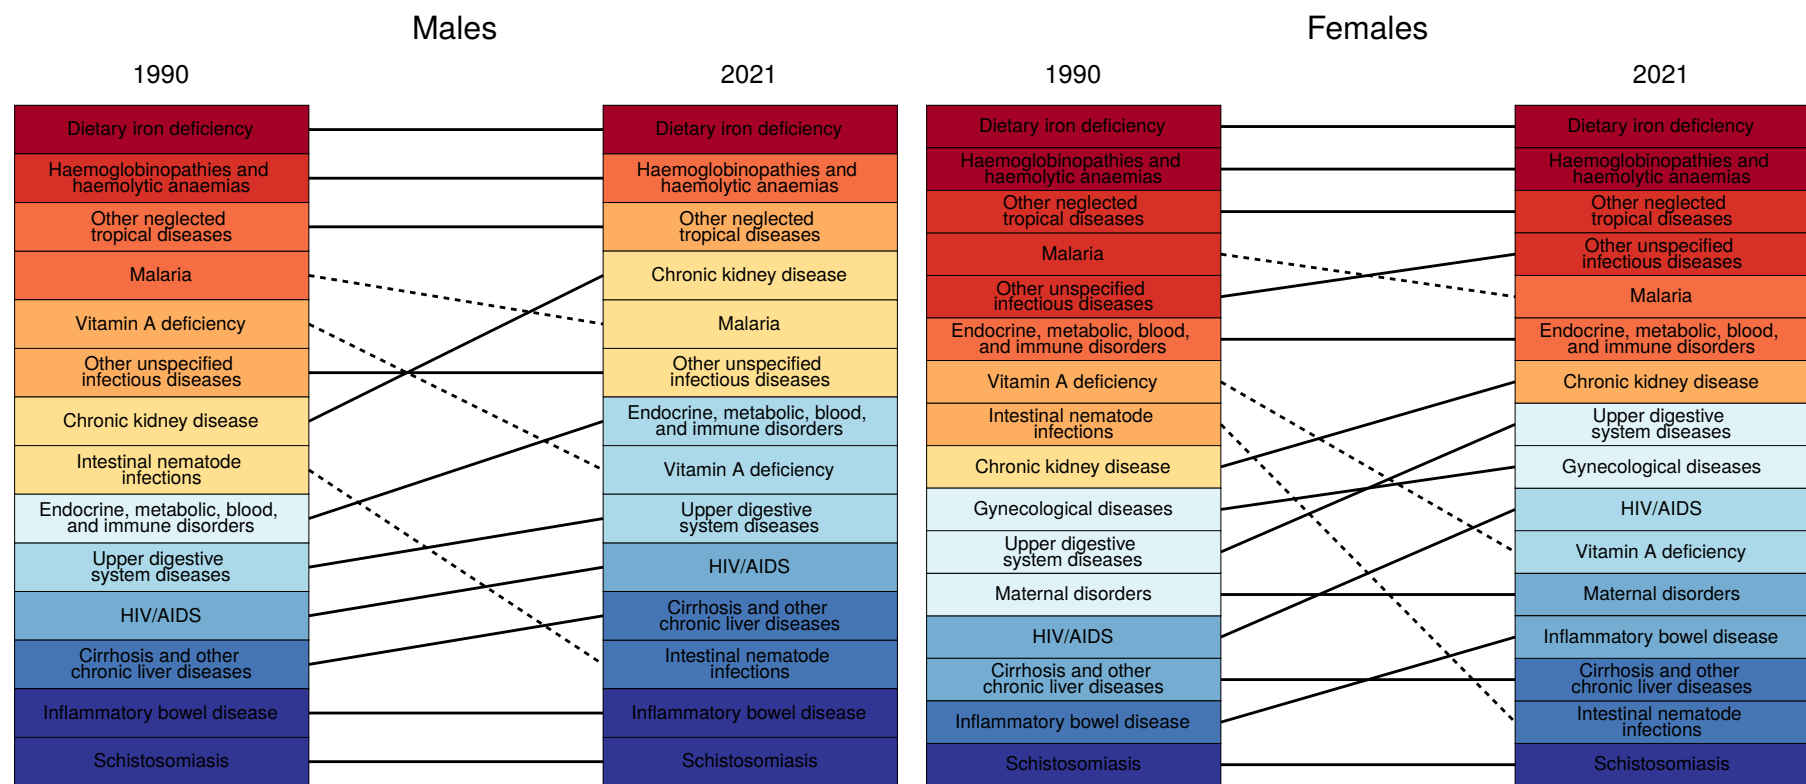 Males
1990
2021
Dietary iron deficiency
Haemoglobinopathies and
haemolytic anaemias
Other neglected
tropical diseases
Malaria
Vitamin A deficiency
Other unspecified
infectious diseases
Chronic kidney disease
Intestinal nematode
infections
Endocrine, metabolic, blood,
and immune disorders
Upper digestive
system diseases
HIV/AIDS
Cirrhosis and other
chronic liver diseases
Inflammatory bowel disease
Schistosomiasis
Dietary iron deficiency
Haemoglobinopathies and
haemolytic anaemias
Other neglected
tropical diseases
Chronic kidney disease
Malaria
Other unspecified
infectious diseases
Endocrine, metabolic, blood,
and immune disorders
Vitamin A deficiency
Upper digestive
system diseases
HIV/AIDS
Cirrhosis and other
chronic liver diseases
Intestinal nematode
infections
Inflammatory bowel disease
Schistosomiasis
Females
1990
2021
Dietary iron deficiency
Haemoglobinopathies and
haemolytic anaemias
Other neglected
tropical diseases
Malaria
Other unspecified
infectious diseases
Endocrine, metabolic, blood,
and immune disorders
Vitamin A deficiency
Intestinal nematode
infections
Chronic kidney disease
Gynecological diseases
Upper digestive
system diseases
Maternal disorders
HIV/AIDS
Cirrhosis and other
chronic liver diseases
Inflammatory bowel disease
Schistosomiasis
Dietary iron deficiency
Haemoglobinopathies and
haemolytic anaemias
Other neglected
tropical diseases
Other unspecified
infectious diseases
Malaria
Endocrine, metabolic, blood,
and immune disorders
Chronic kidney disease
Upper digestive
system diseases
Gynecological diseases
HIV/AIDS
Vitamin A deficiency
Maternal disorders
Inflammatory bowel disease
Cirrhosis and other
chronic liver diseases
Intestinal nematode
infections
Schistosomiasis